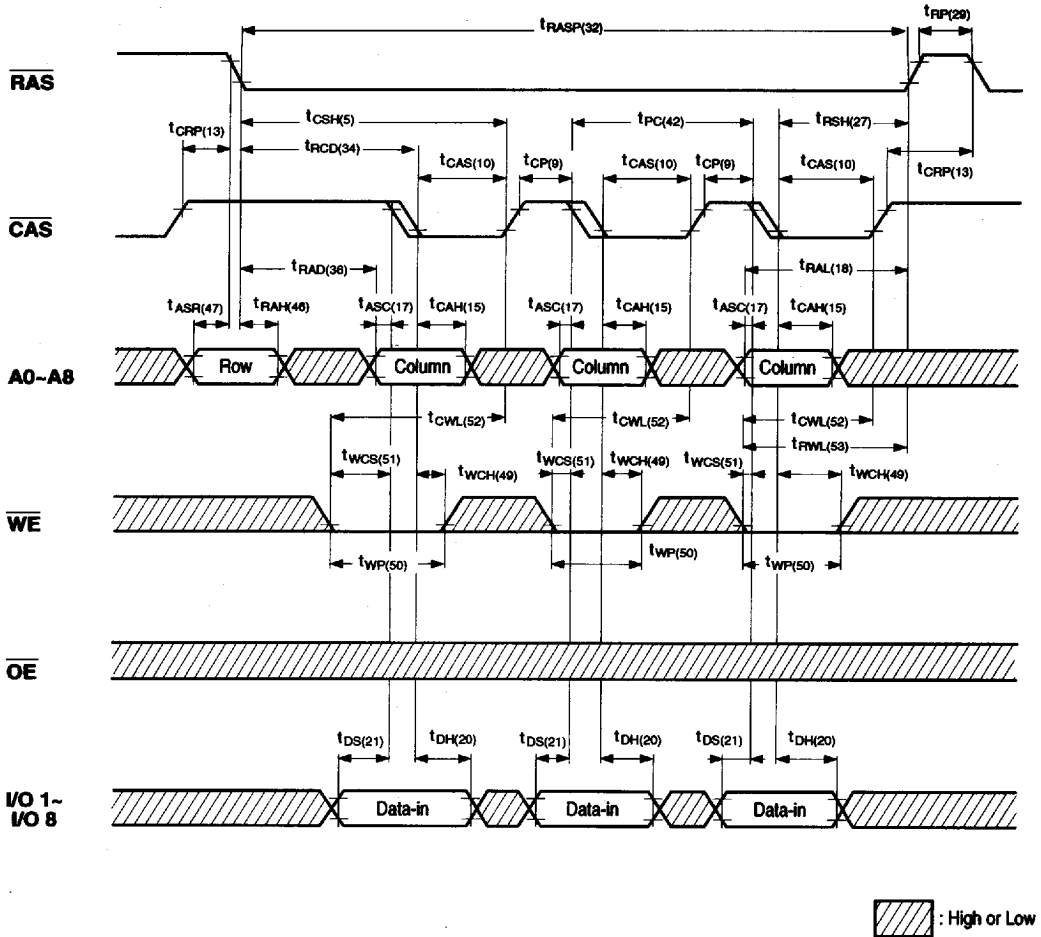 tRASP(32)
tRP(29)
RAS
tCSH(5)
tPC(42)
tRSH(27)
tCRP(13)
tRCD(34)
tCAS(10)
tCP(9)
tCAS(10)
tCP(9)
tCAS(10)
tCRP(13)
CAS
tRAD(36)
tRAL(18)
tASR(47)
tRAH(46)
tASC(17)
tCAH(15)
tASC(17)
tCAH(15)
tASC(17)
tCAH(15)
A0~A8
Row
Column
Column
Column
tCWL(52)
tCWL(52)
tCWL(52)
tRWL(53)
tWCS(51)
tWCH(49)
tWCS(51)
tWCH(49)
tWCS(51)
tWCH(49)
WE
tWP(50)
tWP(50)
tWP(50)
OE
tDS(21)
tDH(20)
tDS(21)
tDH(20)
tDS(21)
tDH(20)
I/O 1~
I/O 8
Data-in
Data-in
Data-in
: High or Low